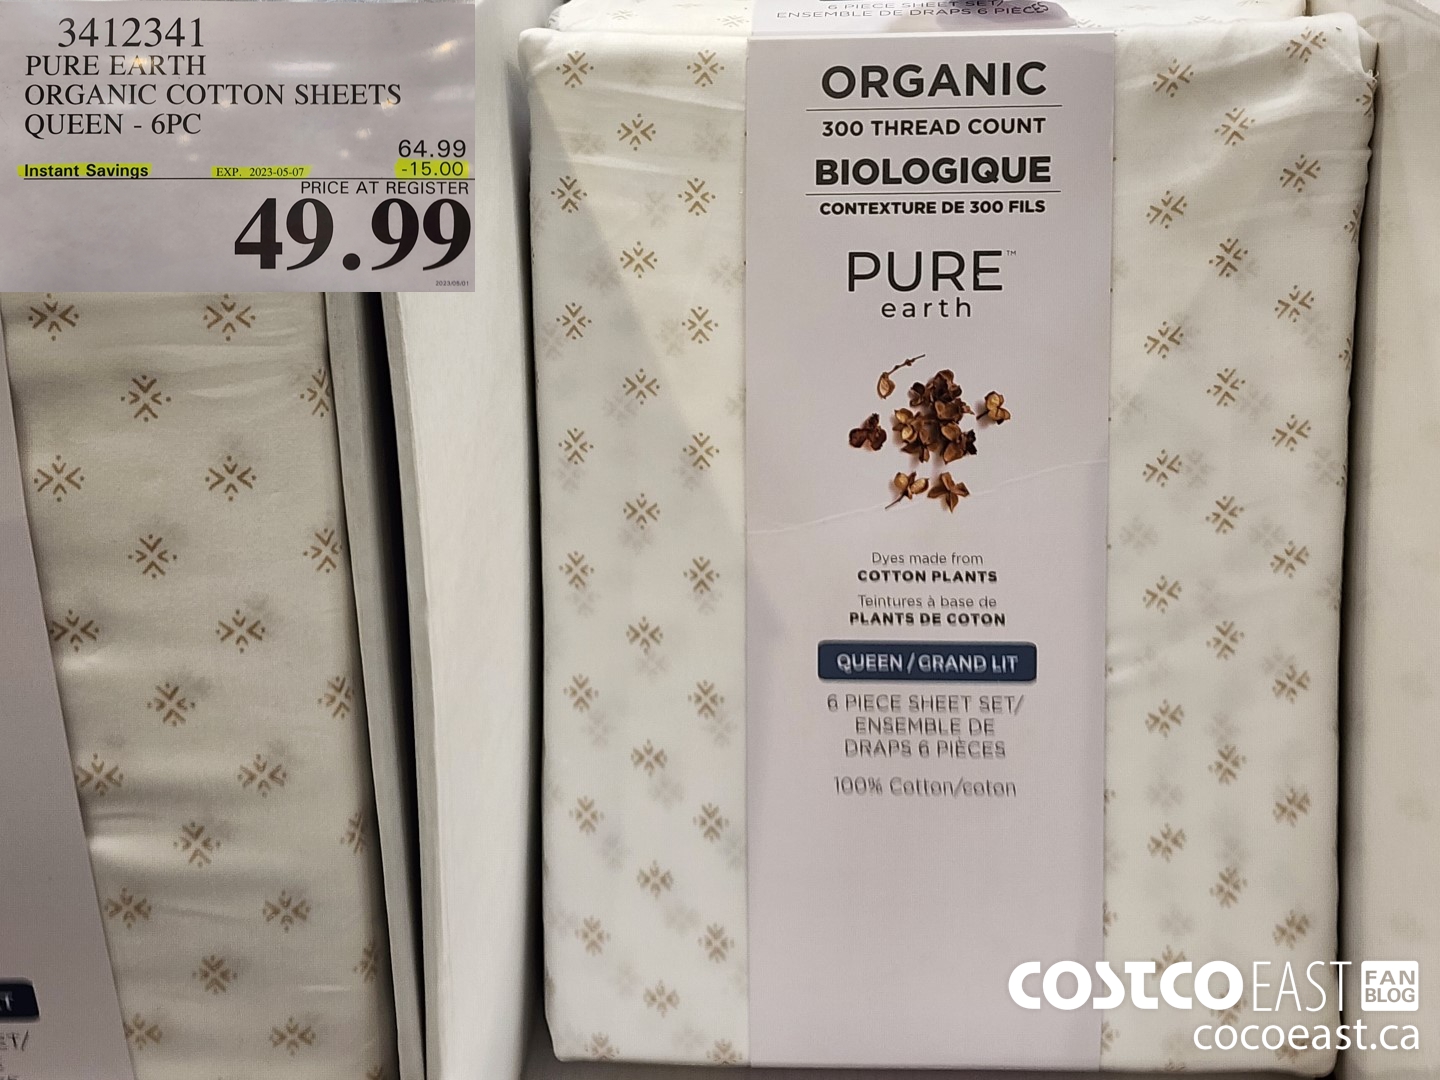 3412341
PURE EARTH
ORGANIC COTTON SHEETS
QUEEN - 6PC
64.99
Instant Savings EXP. 2023-05-07 -15.00
PRICE AT REGISTER
49.99
6 PIECE SHEET SET/
ENSEMBLE DE DRAPS 6 PIÈCES
ORGANIC
300 THREAD COUNT
BIOLOGIQUE
CONTEXTURE DE 300 FILS
PURE™
earth
Dyes made from
COTTON PLANTS
Teintures à base de
PLANTS DE COTON
QUEEN / GRAND LIT
6 PIECE SHEET SET/
ENSEMBLE DE
DRAPS 6 PIÈCES
100% Cotton/coton
COSTCO EAST FAN BLOG
cocoeast.ca